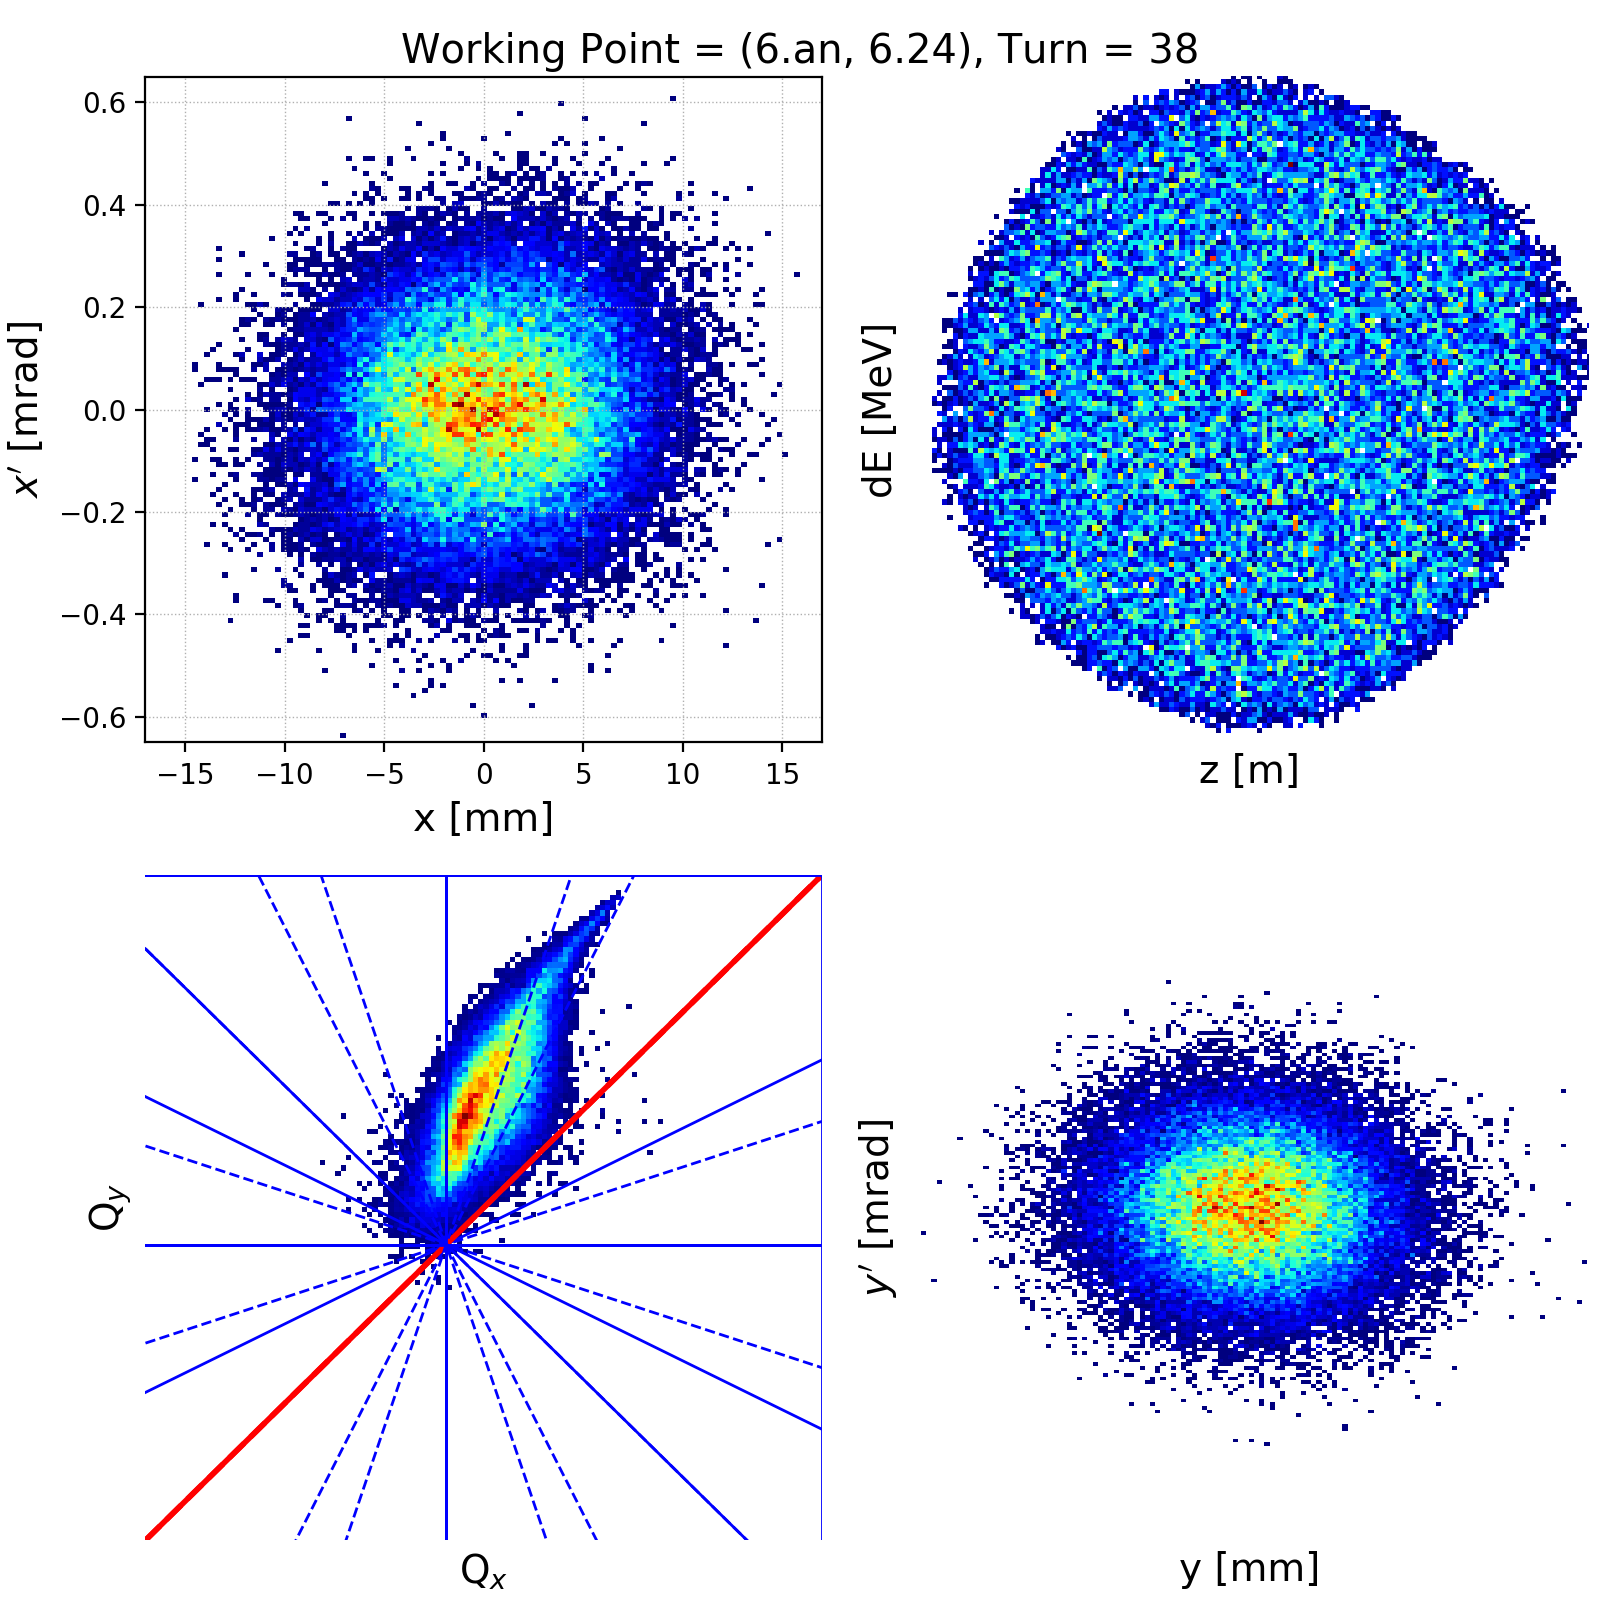 Working Point = (6.an, 6.24), Turn = 38
0.6
0.4
0.2
0.0
−0.2
−0.4
−0.6
x′ [mrad]
−15 −10 −5 0 5 10 15
x [mm]
dE [MeV]
z [m]
Qy
Qx
y′ [mrad]
y [mm]